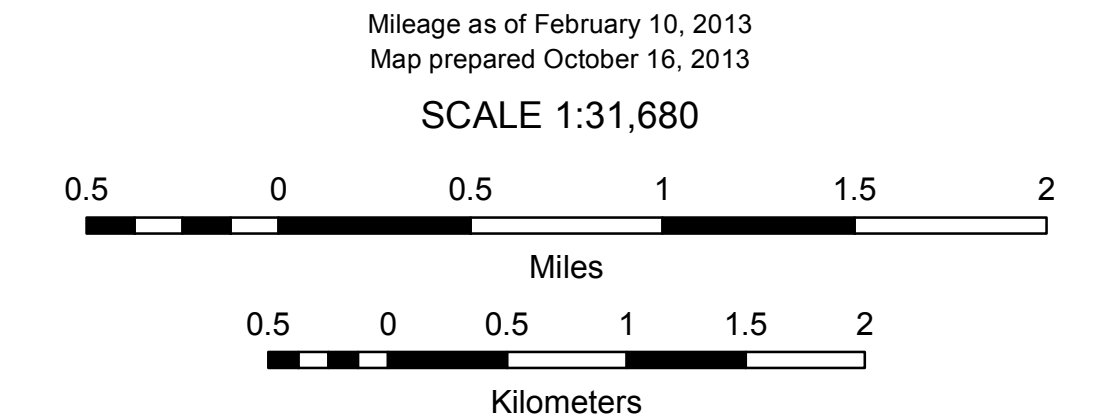 Mileage as of February 10, 2013
Map prepared October 16, 2013
SCALE 1:31,680
0.5 0 0.5 1 1.5 2
Miles
0.5 0 0.5 1 1.5 2
Kilometers